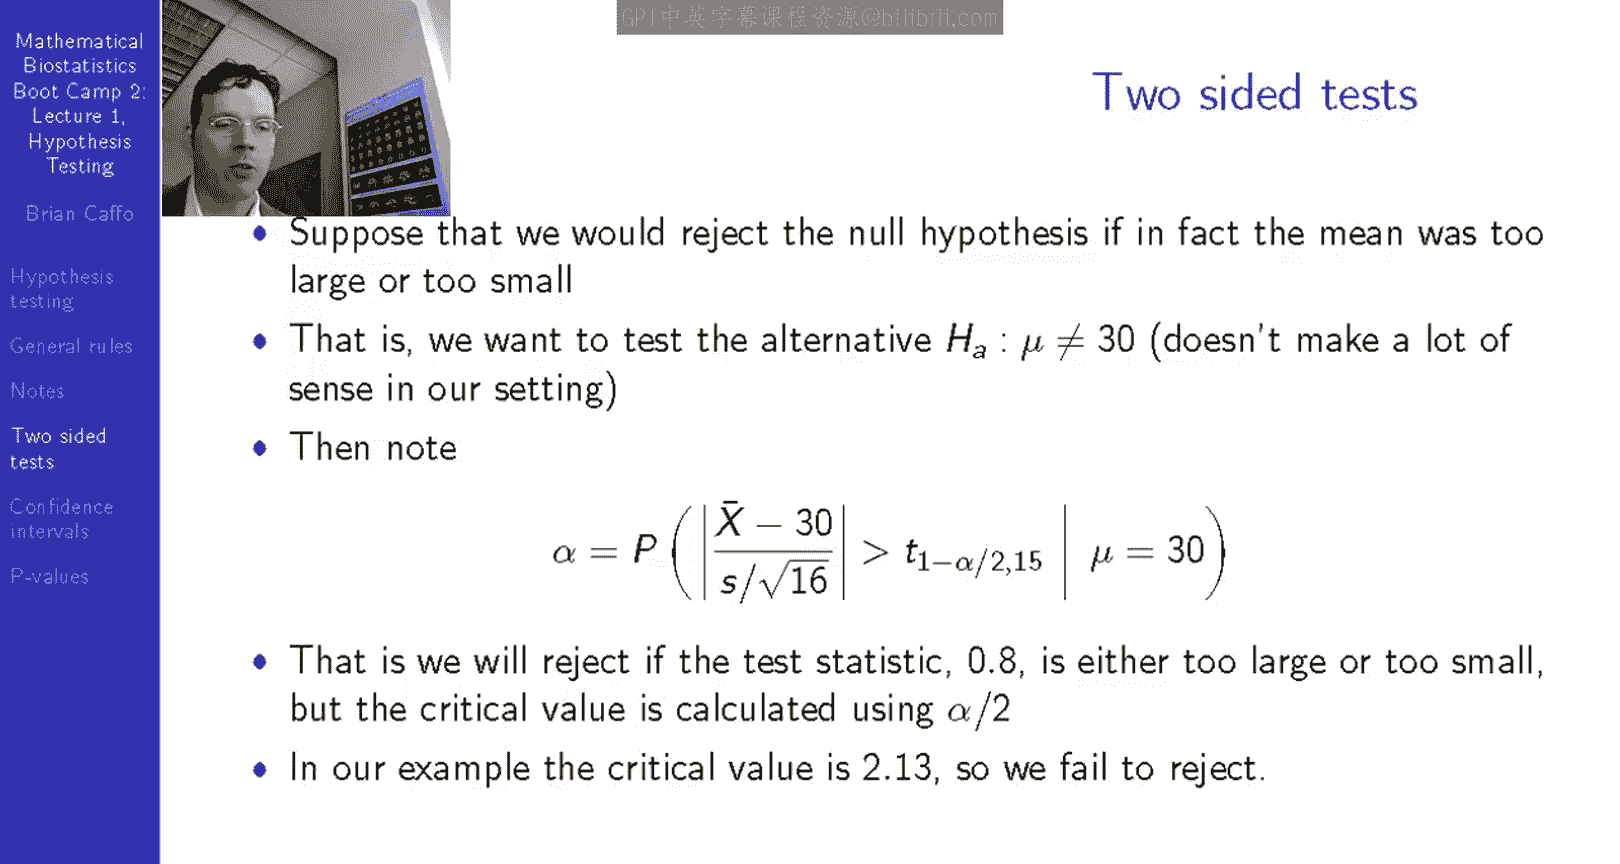 GPT中英字幕课程资源@bilibili.com
Mathematical
Biostatistics
Boot Camp 2:
Lecture 1,
Hypothesis
Testing
Brian Caffo
Hypothesis
testing
General rules
Notes
Two sided
tests
Confidence
intervals
P-values
Two sided tests
• Suppose that we would reject the null hypothesis if in fact the mean was too
large or too small
• That is, we want to test the alternative Hₐ : μ ≠ 30 (doesn't make a lot of
sense in our setting)
• Then note
α = P( | (X̄ − 30) / (s/√16) | > t₁₋α/₂,₁₅ | μ = 30 )
• That is we will reject if the test statistic, 0.8, is either too large or too small,
but the critical value is calculated using α/2
• In our example the critical value is 2.13, so we fail to reject.